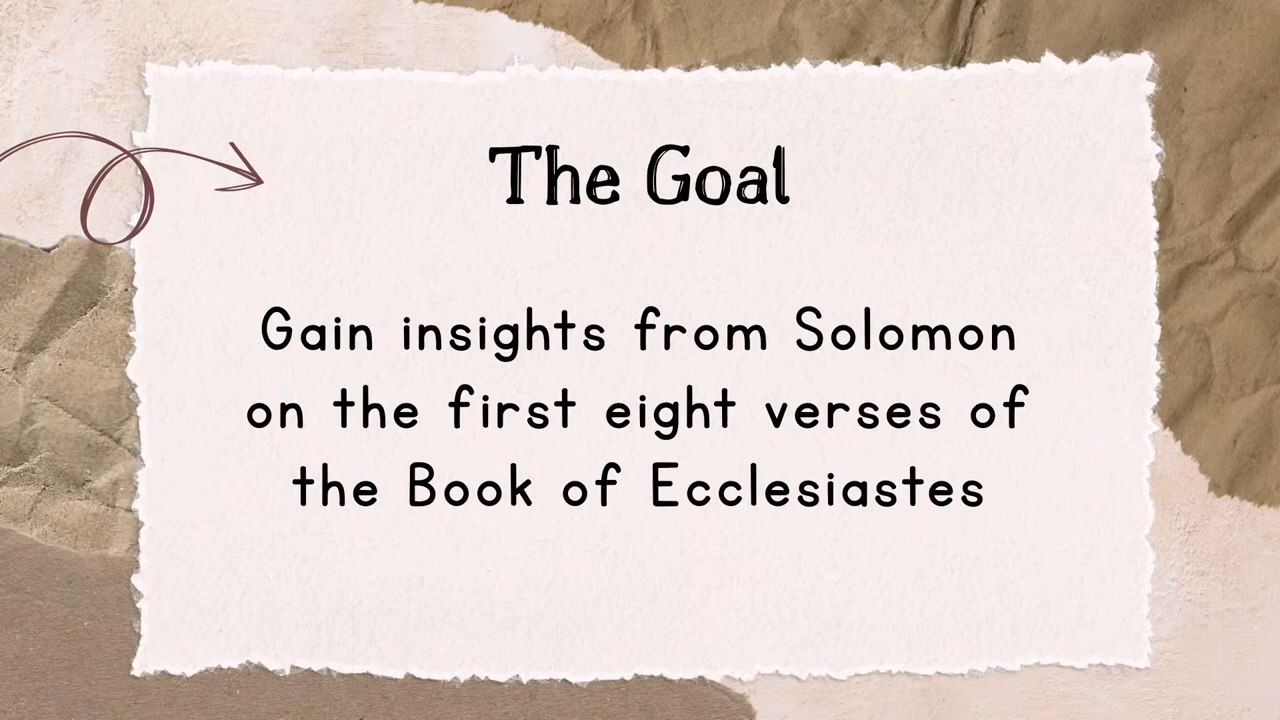 The Goal
Gain insights from Solomon
on the first eight verses of
the Book of Ecclesiastes